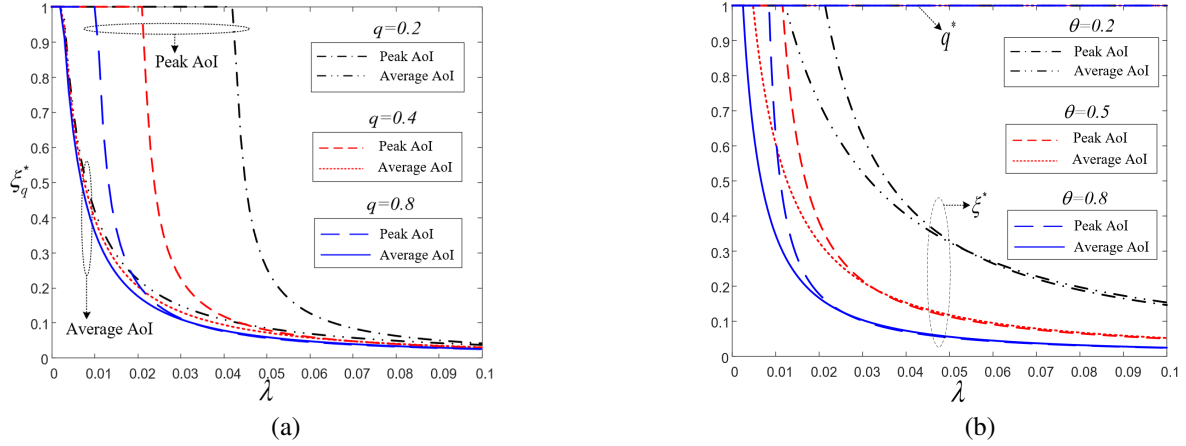 1
0.9
0.8
0.7
0.6
0.5
0.4
0.3
0.2
0.1
0
ξ*q
0 0.01 0.02 0.03 0.04 0.05 0.06 0.07 0.08 0.09 0.1
λ
Peak AoI
Average AoI
q=0.2
Peak AoI
Average AoI
q=0.4
Peak AoI
Average AoI
q=0.8
Peak AoI
Average AoI
(a)
1
0.9
0.8
0.7
0.6
0.5
0.4
0.3
0.2
0.1
0
0 0.01 0.02 0.03 0.04 0.05 0.06 0.07 0.08 0.09 0.1
λ
q*
ξ*
θ=0.2
Peak AoI
Average AoI
θ=0.5
Peak AoI
Average AoI
θ=0.8
Peak AoI
Average AoI
(b)